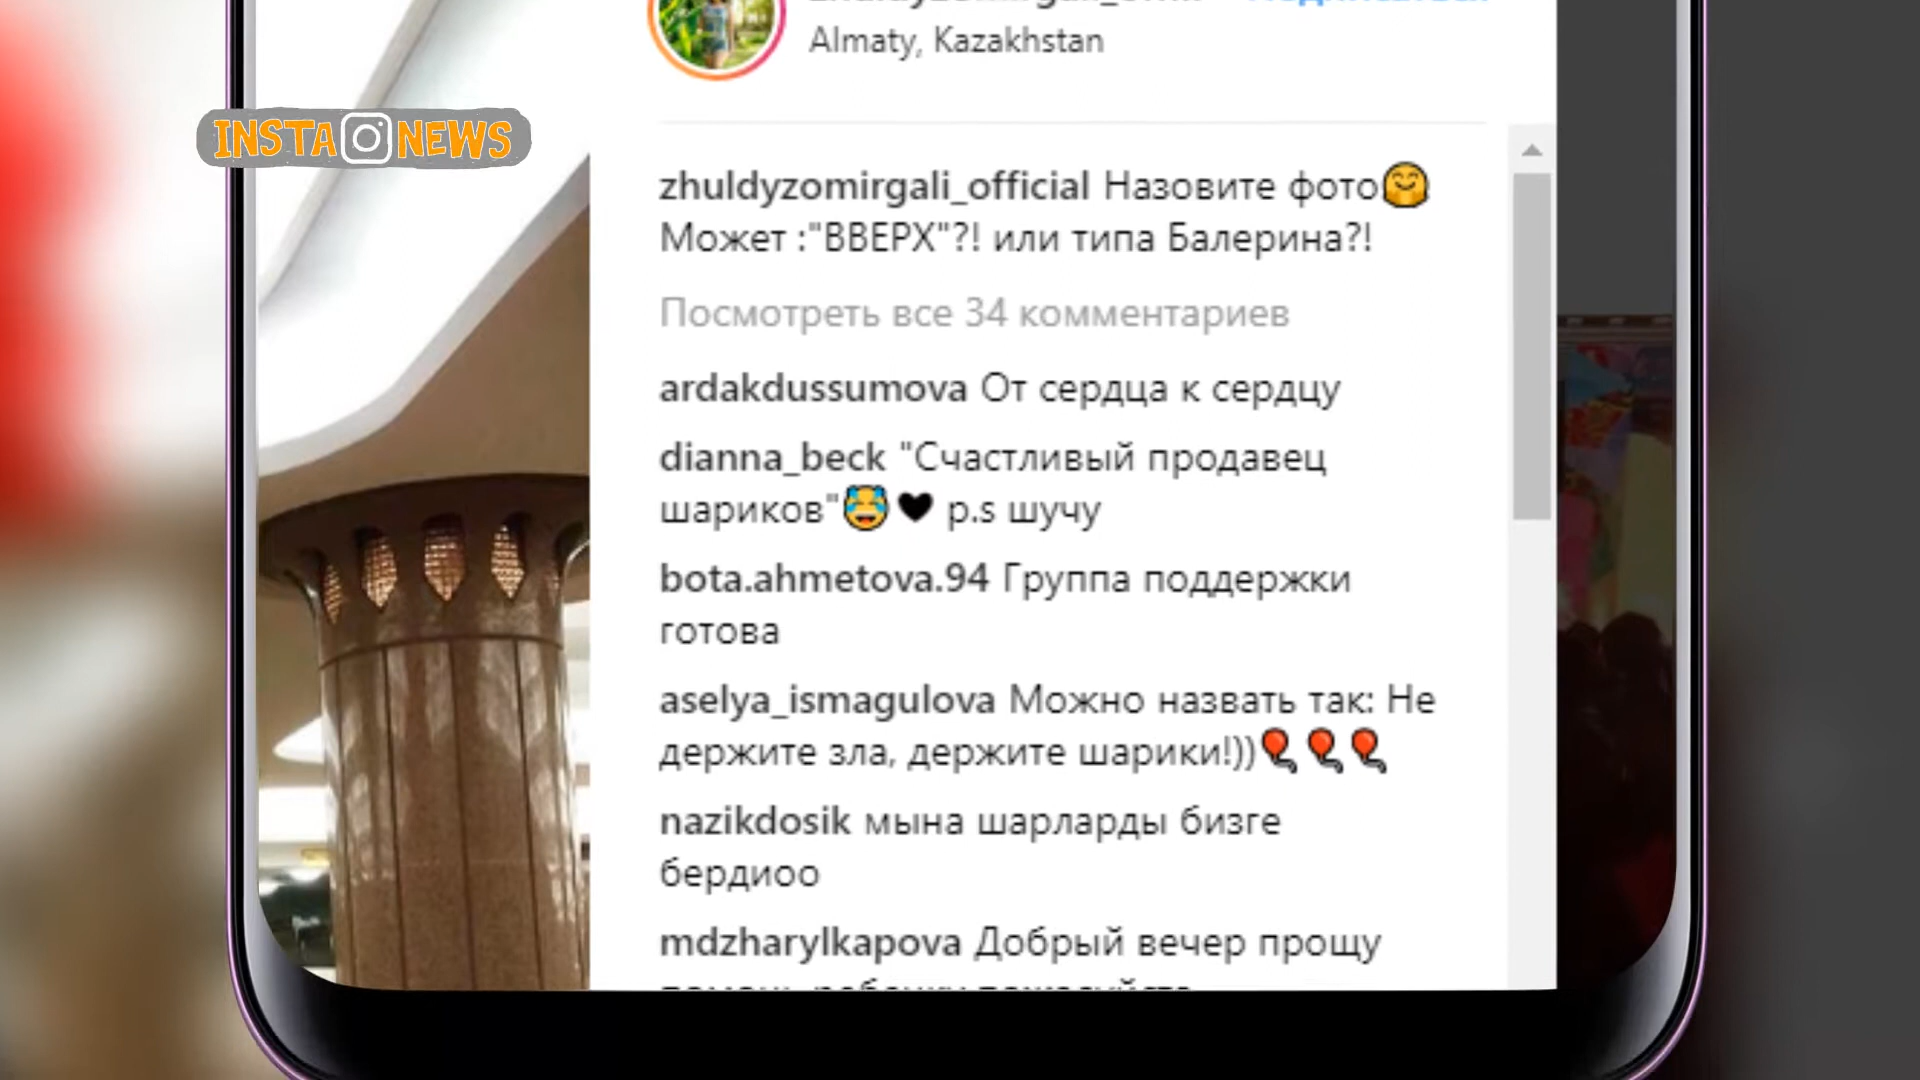 Almaty, Kazakhstan
INSTA NEWS
zhuldyzomirgali_official Назовите фото🤗
Может :"ВВЕРХ"?! или типа Балерина?!
Посмотреть все 34 комментариев
ardakdussumova От сердца к сердцу
dianna_beck "Счастливый продавец
шариков"😅🖤 p.s шучу
bota.ahmetova.94 Группа поддержки
готова
aselya_ismagulova Можно назвать так: Не
держите зла, держите шарики!))🎈🎈🎈
nazikdosik мына шарларды бизге
бердиоо
mdzharylkapova Добрый вечер прощу